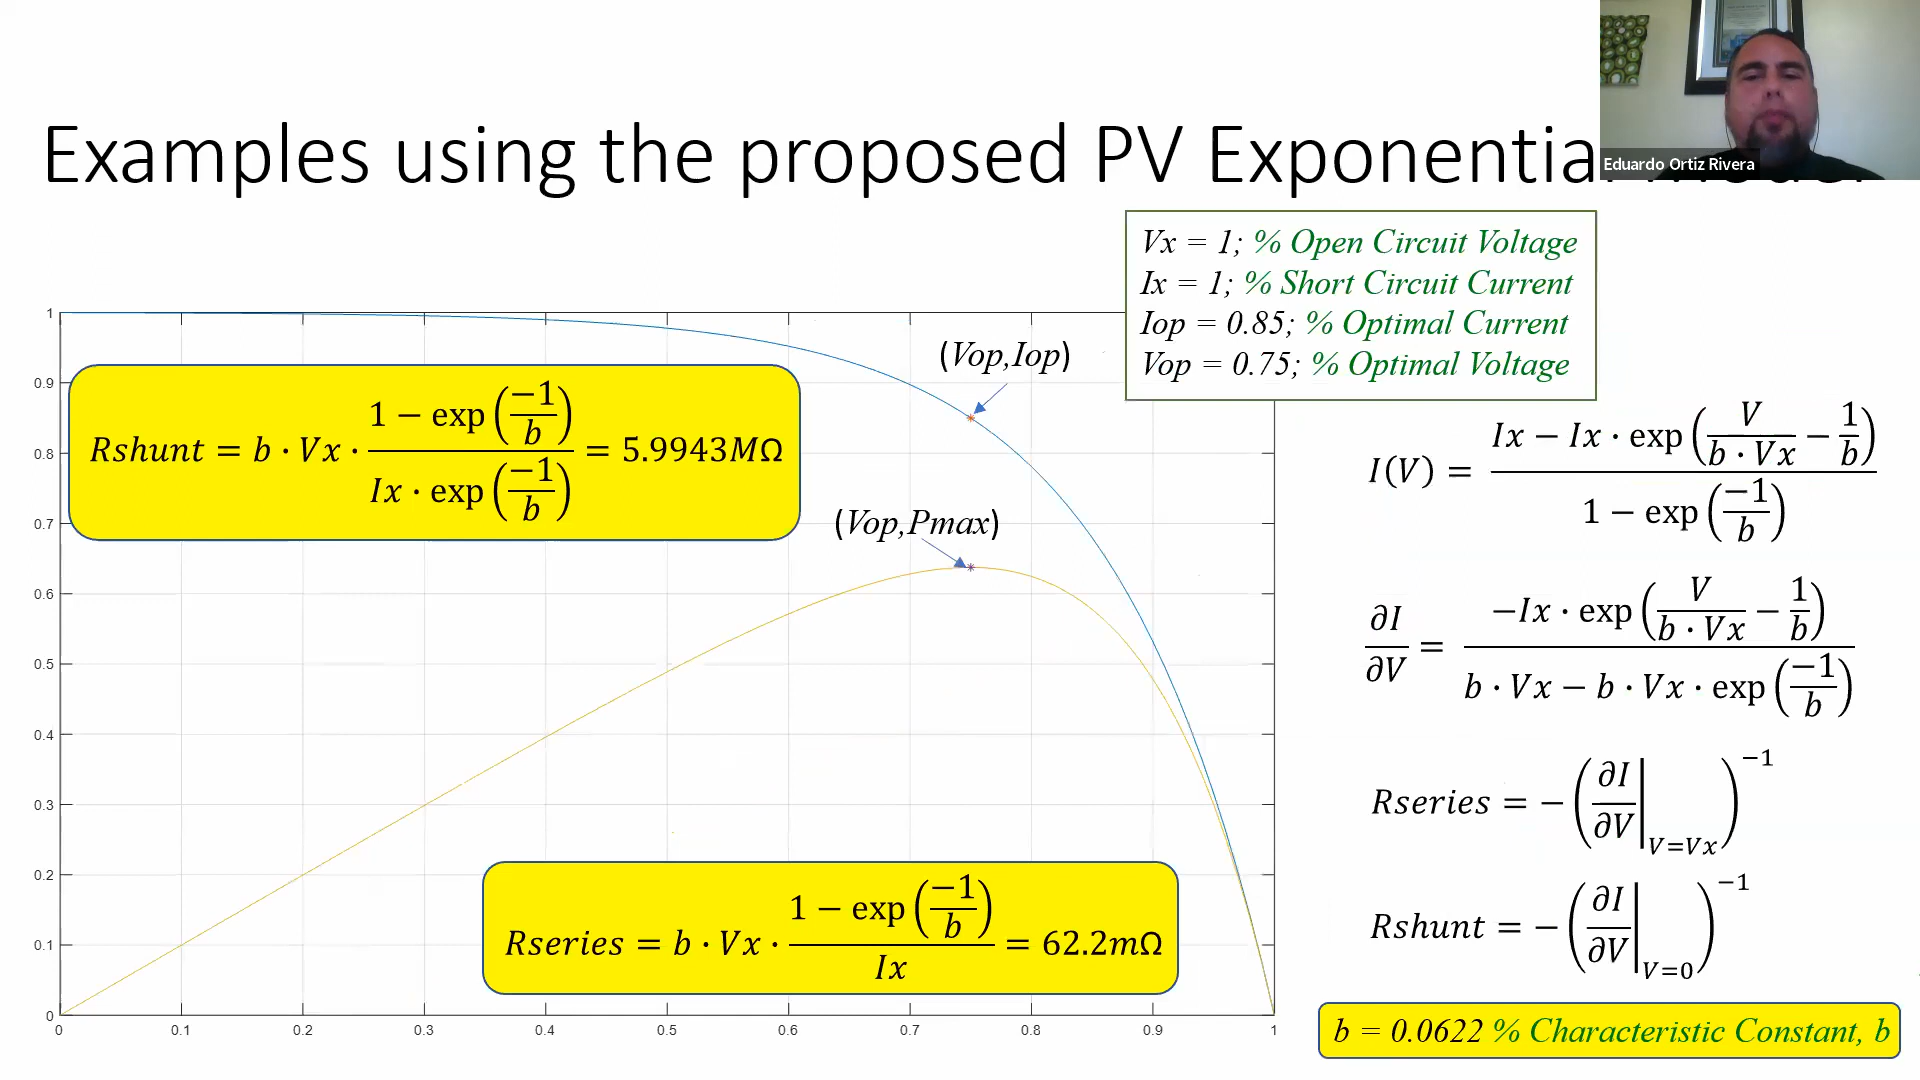 Examples using the proposed PV Exponential Model
Eduardo Ortiz Rivera
Vx = 1; % Open Circuit Voltage
Ix = 1; % Short Circuit Current
Iop = 0.85; % Optimal Current
Vop = 0.75; % Optimal Voltage
(Vop,Iop)
(Vop,Pmax)
Rshunt = b · Vx · (1 − exp(−1/b)) / (Ix · exp(−1/b)) = 5.9943MΩ
Rseries = b · Vx · (1 − exp(−1/b)) / Ix = 62.2mΩ
I(V) = (Ix − Ix · exp(V/(b · Vx) − 1/b)) / (1 − exp(−1/b))
∂I/∂V = (−Ix · exp(V/(b · Vx) − 1/b)) / (b · Vx − b · Vx · exp(−1/b))
Rseries = −(∂I/∂V|V=Vx)⁻¹
Rshunt = −(∂I/∂V|V=0)⁻¹
b = 0.0622 % Characteristic Constant, b
1
0.9
0.8
0.7
0.6
0.5
0.4
0.3
0.2
0.1
0
0 0.1 0.2 0.3 0.4 0.5 0.6 0.7 0.8 0.9 1